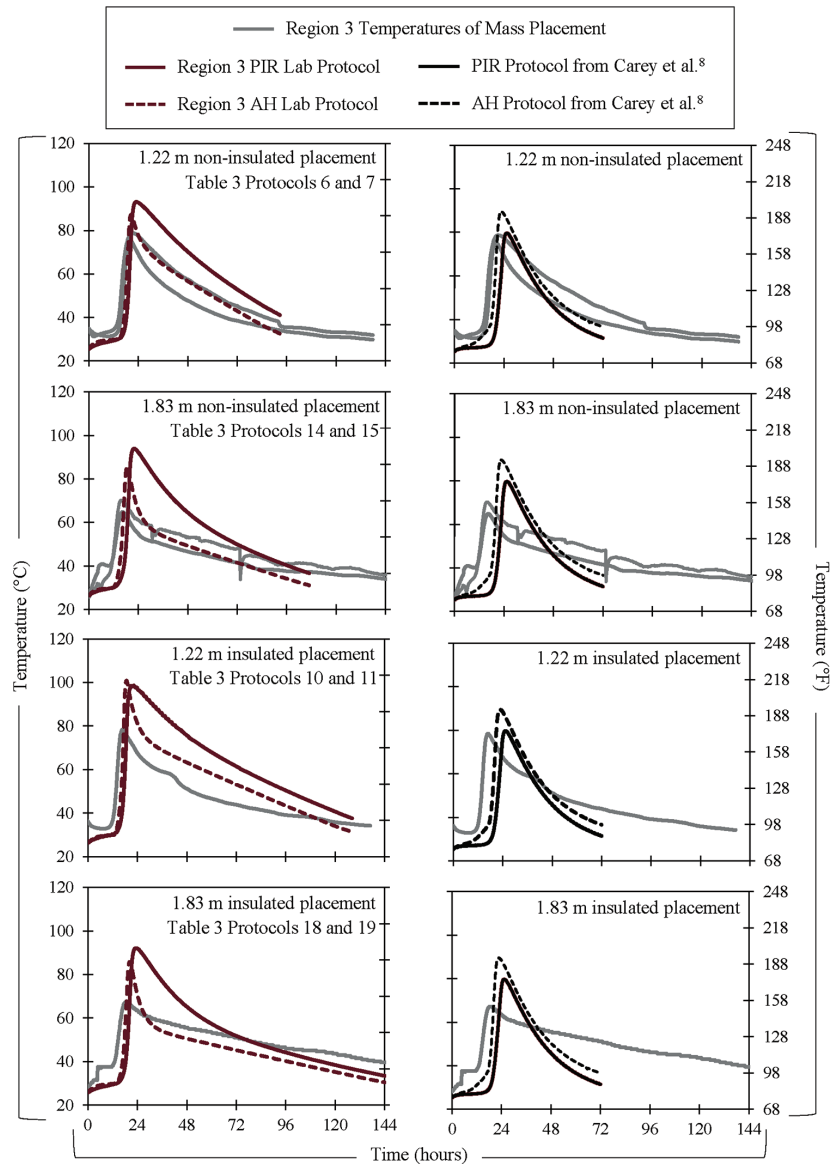 Region 3 Temperatures of Mass Placement
Region 3 PIR Lab Protocol
PIR Protocol from Carey et al.⁸
Region 3 AH Lab Protocol
AH Protocol from Carey et al.⁸
120
100
80
60
40
20
1.22 m non-insulated placement
Table 3 Protocols 6 and 7
1.22 m non-insulated placement
248
218
188
158
128
98
68
120
100
80
60
40
20
1.83 m non-insulated placement
Table 3 Protocols 14 and 15
1.83 m non-insulated placement
248
218
188
158
128
98
68
Temperature (°C)
Temperature (°F)
120
100
80
60
40
20
1.22 m insulated placement
Table 3 Protocols 10 and 11
1.22 m insulated placement
248
218
188
158
128
98
68
120
100
80
60
40
20
1.83 m insulated placement
Table 3 Protocols 18 and 19
1.83 m insulated placement
248
218
188
158
128
98
68
0 24 48 72 96 120 144
0 24 48 72 96 120 144
Time (hours)